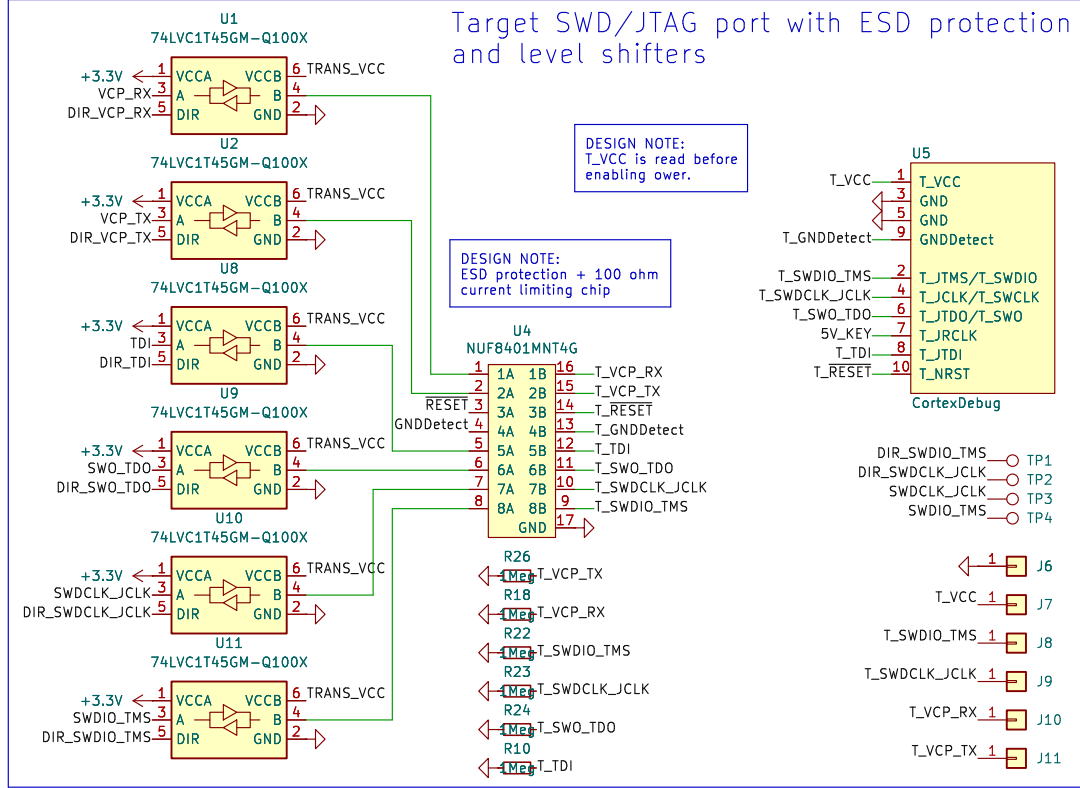 Target SWD/JTAG port with ESD protection
and level shifters
U1
74LVC1T45GM-Q100X
+3.3V 1 VCCA VCCB 6 TRANS_VCC
VCP_RX 3 A B 4
DIR_VCP_RX 5 DIR GND 2
U2
74LVC1T45GM-Q100X
+3.3V 1 VCCA VCCB 6 TRANS_VCC
VCP_TX 3 A B 4
DIR_VCP_TX 5 DIR GND 2
U8
74LVC1T45GM-Q100X
+3.3V 1 VCCA VCCB 6 TRANS_VCC
TDI 3 A B 4
DIR_TDI 5 DIR GND 2
U9
74LVC1T45GM-Q100X
+3.3V 1 VCCA VCCB 6 TRANS_VCC
SWO_TDO 3 A B 4
DIR_SWO_TDO 5 DIR GND 2
U10
74LVC1T45GM-Q100X
+3.3V 1 VCCA VCCB 6 TRANS_VCC
SWDCLK_JCLK 3 A B 4
DIR_SWDCLK_JCLK 5 DIR GND 2
U11
74LVC1T45GM-Q100X
+3.3V 1 VCCA VCCB 6 TRANS_VCC
SWDIO_TMS 3 A B 4
DIR_SWDIO_TMS 5 DIR GND 2
DESIGN NOTE:
T_VCC is read before
enabling ower.
DESIGN NOTE:
ESD protection + 100 ohm
current limiting chip
U4
NUF8401MNT4G
1 1A 1B 16 T_VCP_RX
2 2A 2B 15 T_VCP_TX
RESET 3 3A 3B 14 T_RESET
GNDDetect 4 4A 4B 13 T_GNDDetect
5 5A 5B 12 T_TDI
6 6A 6B 11 T_SWO_TDO
7 7A 7B 10 T_SWDCLK_JCLK
8 8A 8B 9 T_SWDIO_TMS
GND 17
R26
1Meg T_VCP_TX
R18
1Meg T_VCP_RX
R22
1Meg T_SWDIO_TMS
R23
1Meg T_SWDCLK_JCLK
R24
1Meg T_SWO_TDO
R10
1Meg T_TDI
U5
T_VCC 1 T_VCC
3 GND
5 GND
T_GNDDetect 9 GNDDetect
T_SWDIO_TMS 2 T_JTMS/T_SWDIO
T_SWDCLK_JCLK 4 T_JCLK/T_SWCLK
T_SWO_TDO 6 T_JTDO/T_SWO
5V_KEY 7 T_JRCLK
T_TDI 8 T_JTDI
T_RESET 10 T_NRST
CortexDebug
DIR_SWDIO_TMS TP1
DIR_SWDCLK_JCLK TP2
SWDCLK_JCLK TP3
SWDIO_TMS TP4
1 J6
T_VCC 1 J7
T_SWDIO_TMS 1 J8
T_SWDCLK_JCLK 1 J9
T_VCP_RX 1 J10
T_VCP_TX 1 J11